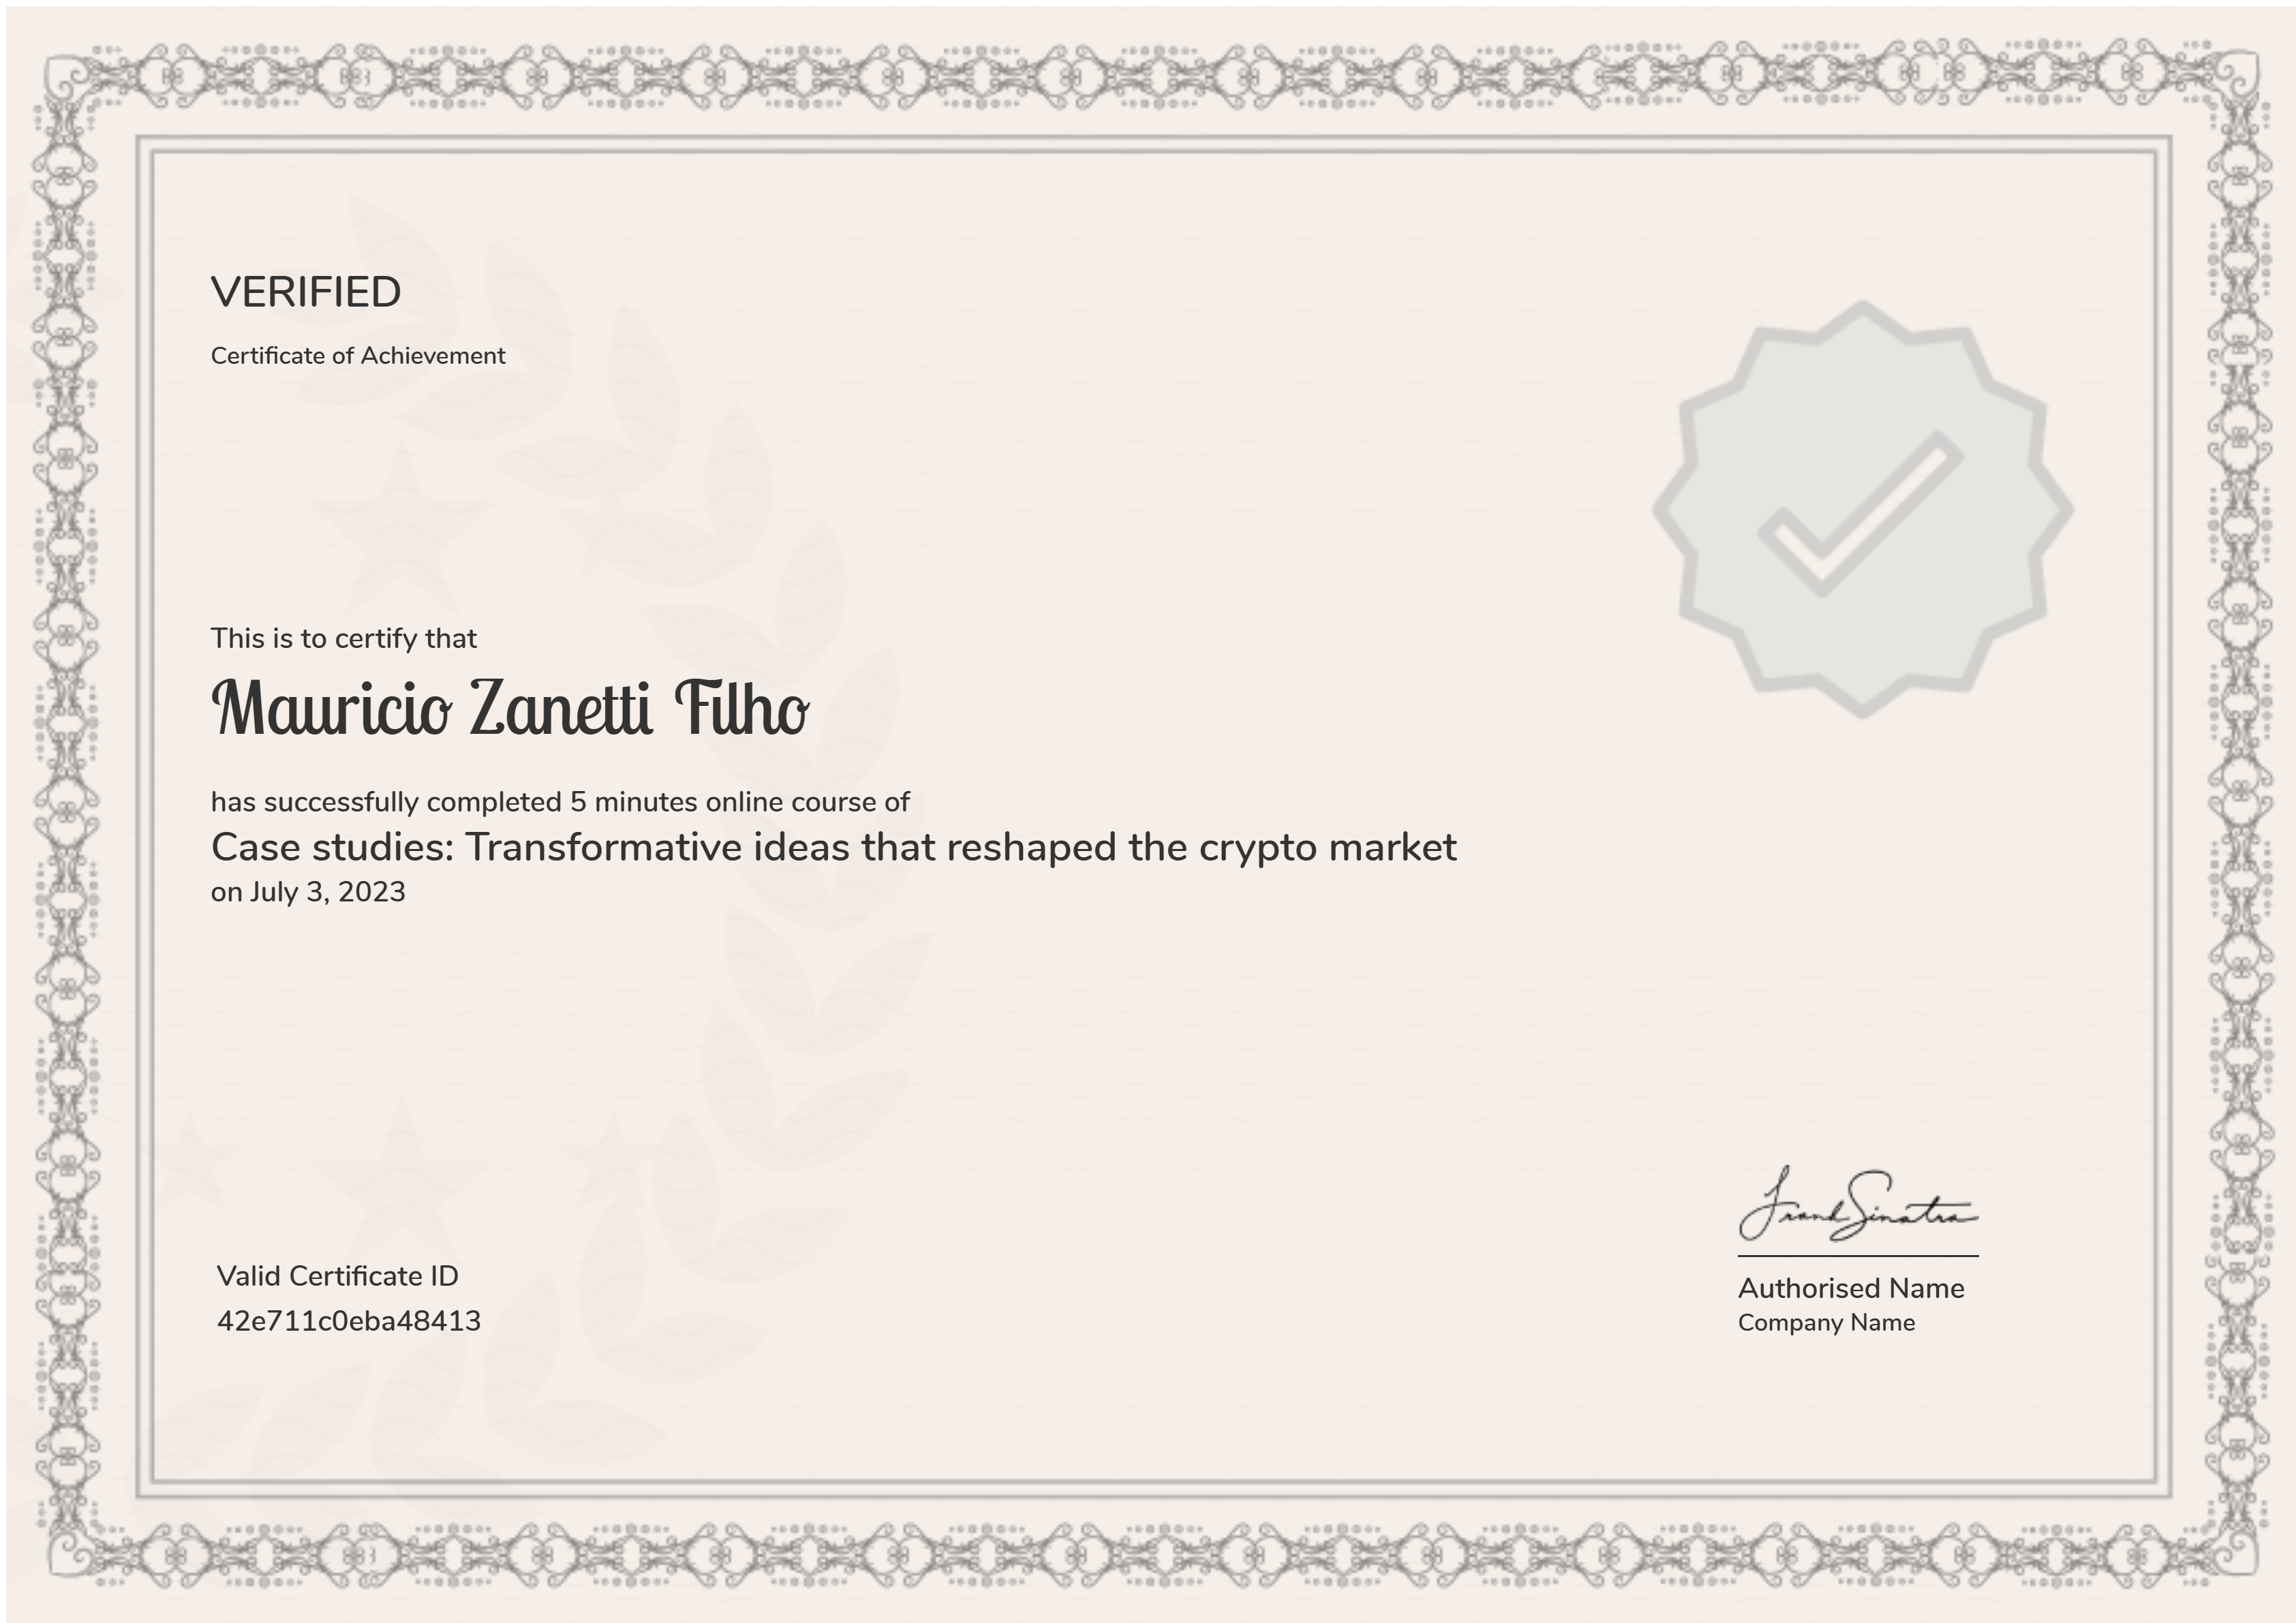 VERIFIED
Certificate of Achievement
This is to certify that
Mauricio Zanetti Filho
has successfully completed 5 minutes online course of
Case studies: Transformative ideas that reshaped the crypto market
on July 3, 2023
Valid Certificate ID
42e711c0eba48413
Frank Sinatra
Authorised Name
Company Name